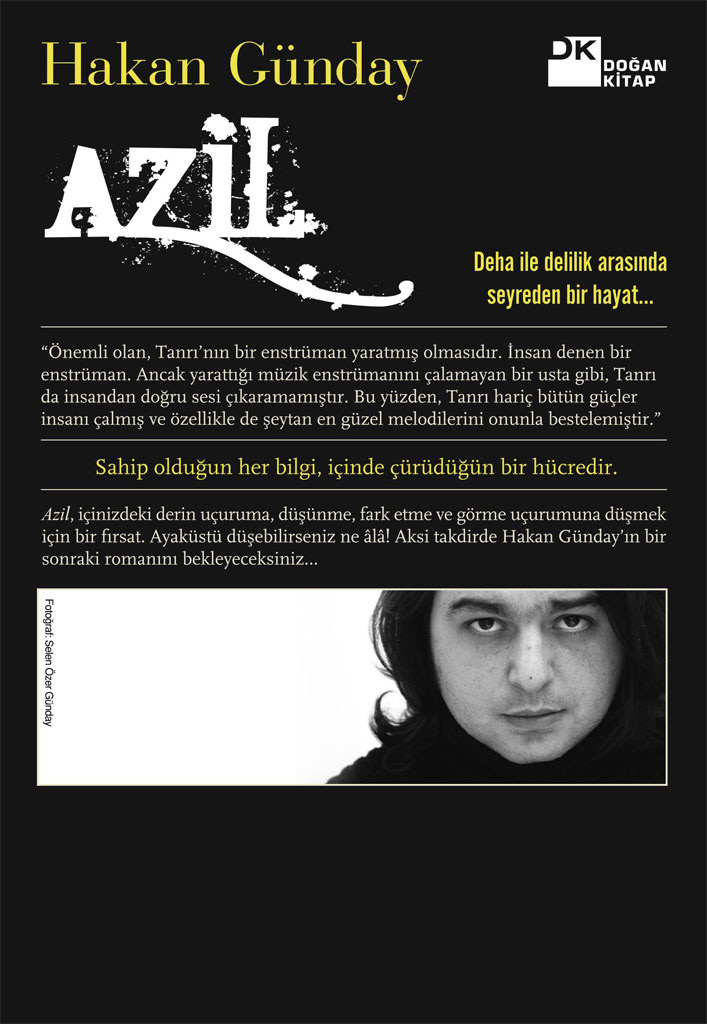 Hakan Günday
DK
DOĞAN
KİTAP
AZİL
Deha ile delilik arasında
seyreden bir hayat...
“Önemli olan, Tanrı’nın bir enstrüman yaratmış olmasıdır. İnsan denen bir
enstrüman. Ancak yarattığı müzik enstrümanını çalamayan bir usta gibi, Tanrı
da insandan doğru sesi çıkaramamıştır. Bu yüzden, Tanrı hariç bütün güçler
insanı çalmış ve özellikle de şeytan en güzel melodilerini onunla bestelemiştir.”
Sahip olduğun her bilgi, içinde çürüdüğün bir hücredir.
Azil, içinizdeki derin uçuruma, düşünme, fark etme ve görme uçurumuna düşmek
için bir fırsat. Ayaküstü düşebilirseniz ne âlâ! Aksi takdirde Hakan Günday’ın bir
sonraki romanını bekleyeceksiniz...
Fotoğraf: Selen Özer Günday